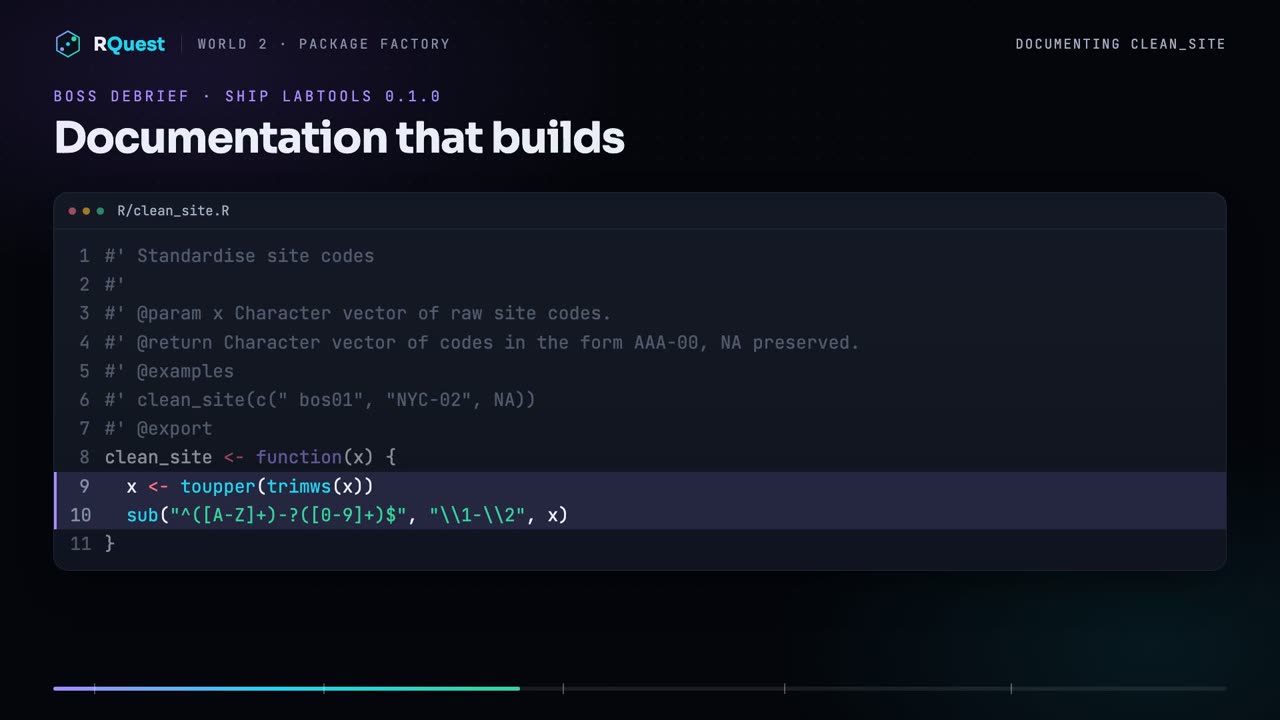 RQuest WORLD 2 · PACKAGE FACTORY DOCUMENTING CLEAN_SITE
BOSS DEBRIEF · SHIP LABTOOLS 0.1.0
Documentation that builds
R/clean_site.R
1 #' Standardise site codes
2 #'
3 #' @param x Character vector of raw site codes.
4 #' @return Character vector of codes in the form AAA-00, NA preserved.
5 #' @examples
6 #' clean_site(c(" bos01", "NYC-02", NA))
7 #' @export
8 clean_site <- function(x) {
9   x <- toupper(trimws(x))
10   sub("^([A-Z]+)-?([0-9]+)$", "\\1-\\2", x)
11 }